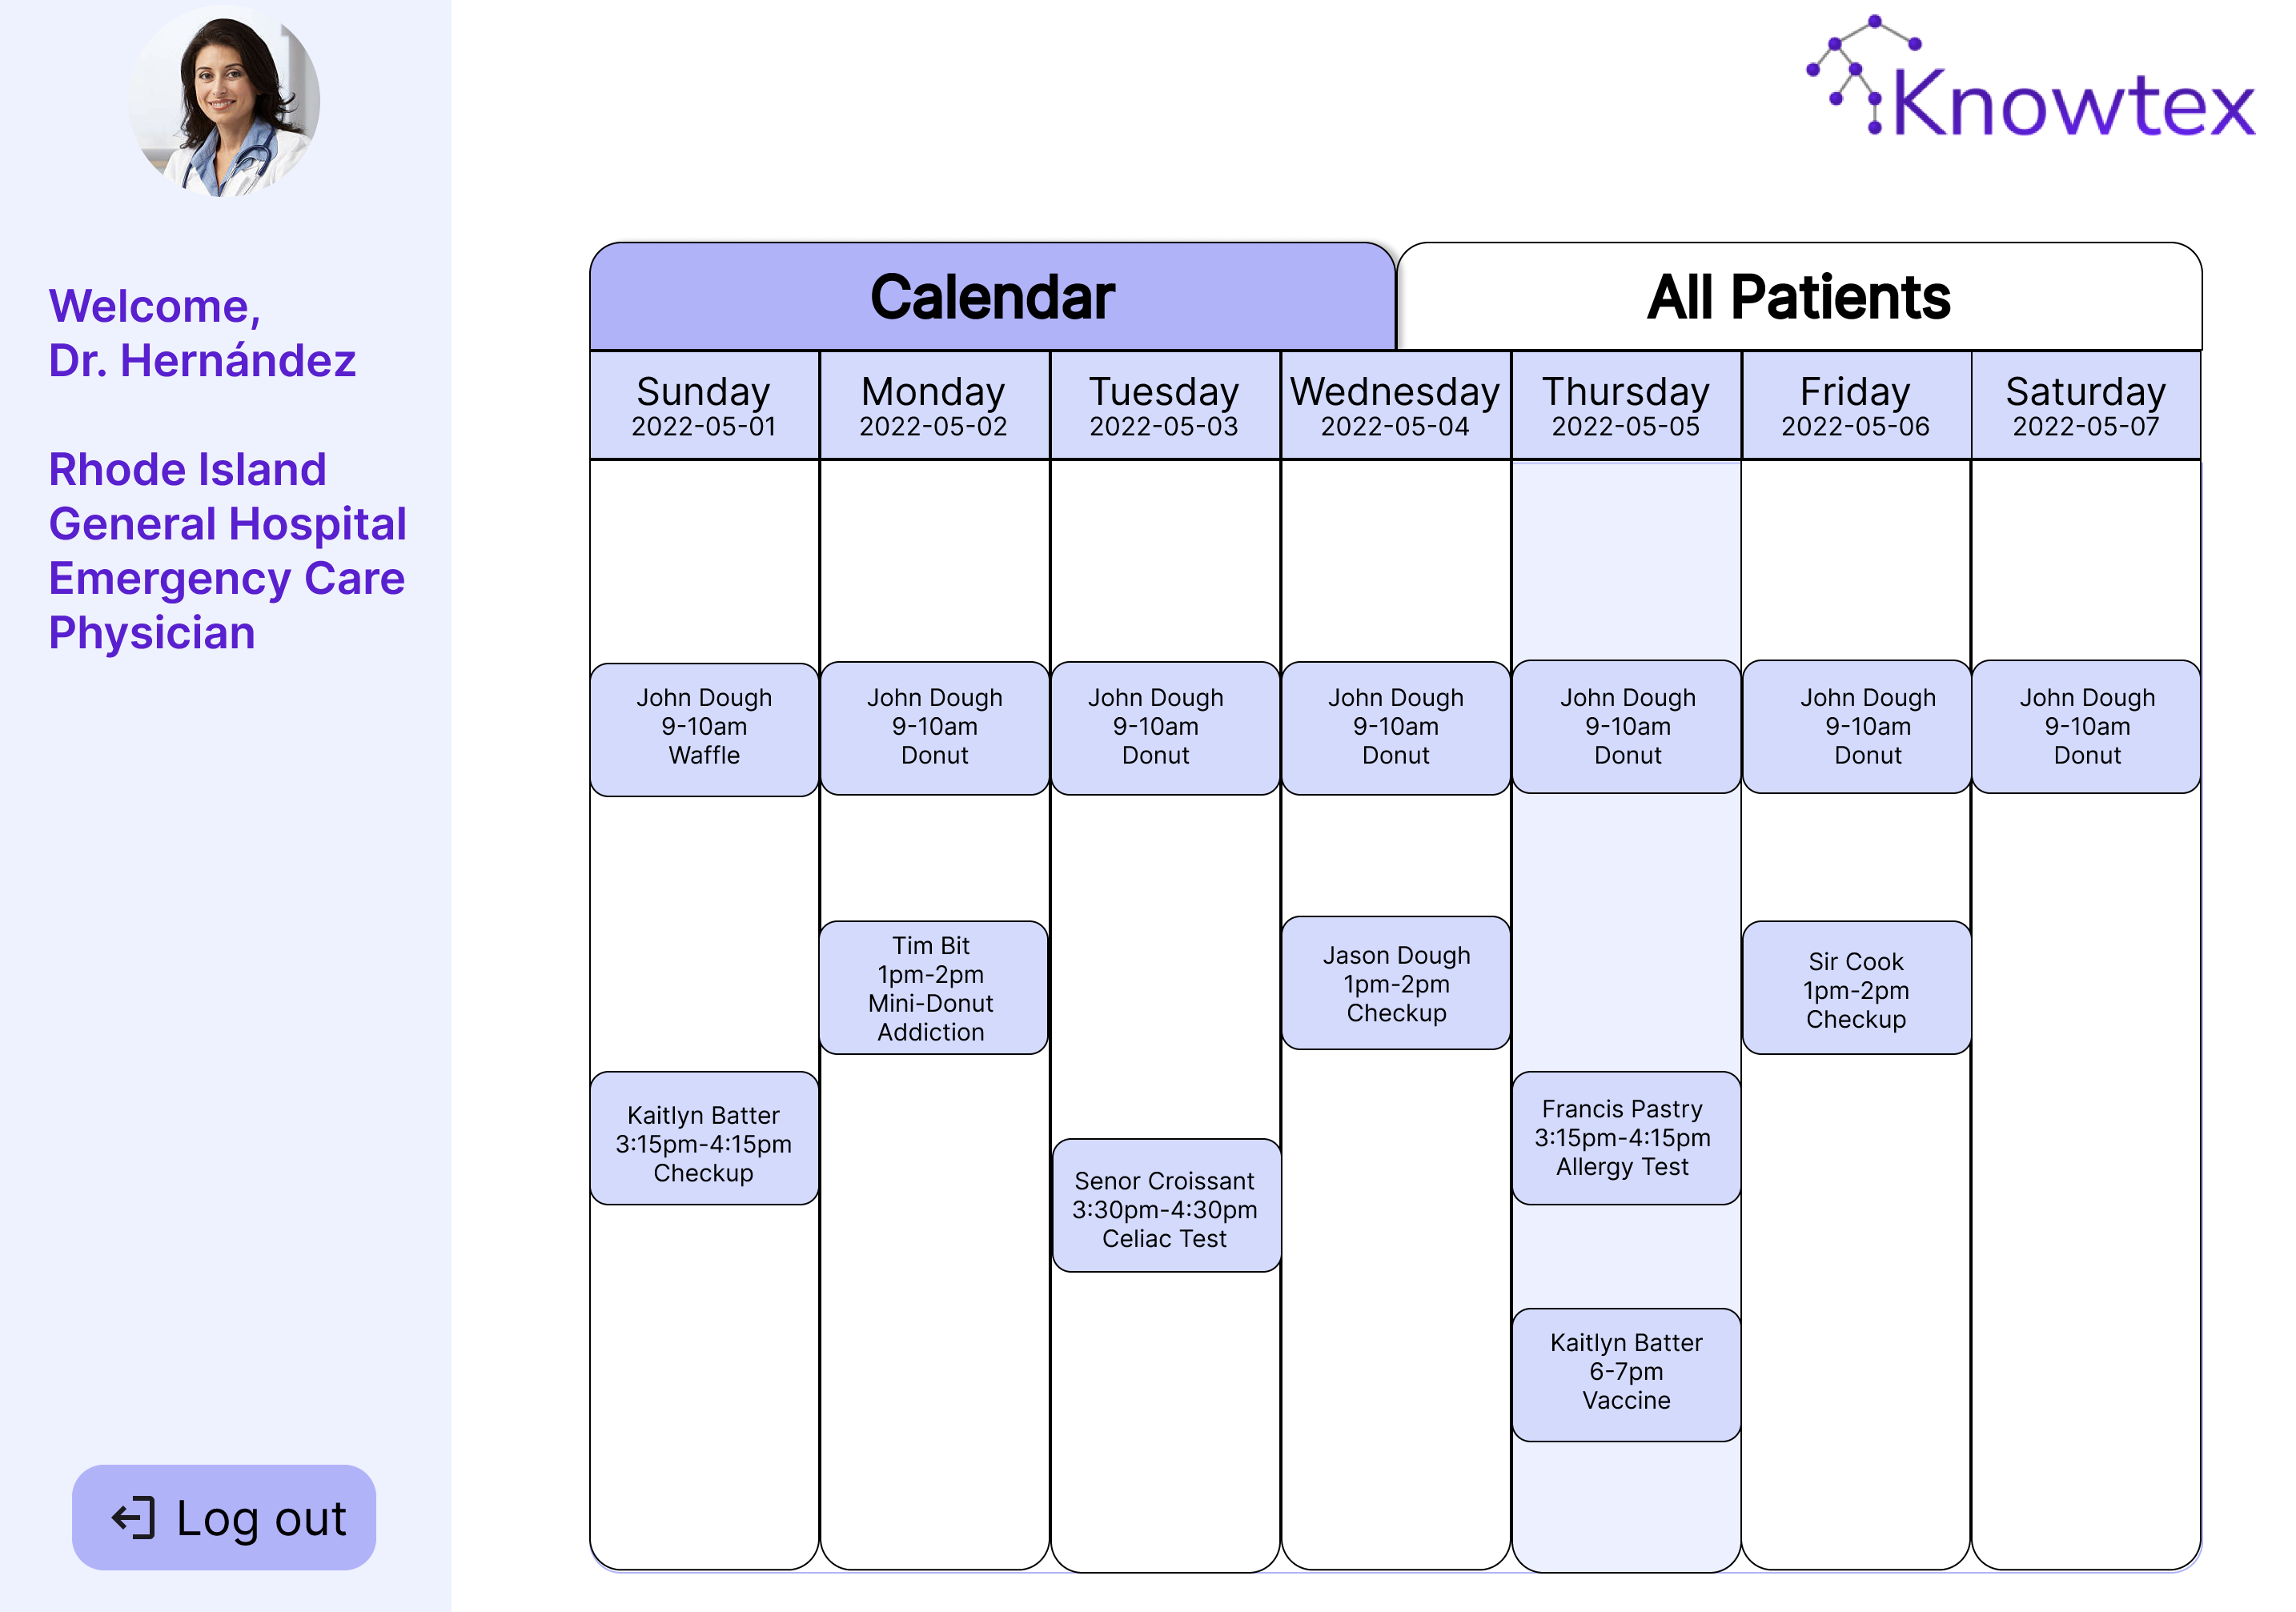 Knowtex
Welcome,
Dr. Hernández
Rhode Island
General Hospital
Emergency Care
Physician
Log out
Calendar
All Patients
Sunday
2022-05-01
Monday
2022-05-02
Tuesday
2022-05-03
Wednesday
2022-05-04
Thursday
2022-05-05
Friday
2022-05-06
Saturday
2022-05-07
John Dough
9-10am
Waffle
John Dough
9-10am
Donut
John Dough
9-10am
Donut
John Dough
9-10am
Donut
John Dough
9-10am
Donut
John Dough
9-10am
Donut
John Dough
9-10am
Donut
Tim Bit
1pm-2pm
Mini-Donut
Addiction
Jason Dough
1pm-2pm
Checkup
Sir Cook
1pm-2pm
Checkup
Kaitlyn Batter
3:15pm-4:15pm
Checkup
Senor Croissant
3:30pm-4:30pm
Celiac Test
Francis Pastry
3:15pm-4:15pm
Allergy Test
Kaitlyn Batter
6-7pm
Vaccine